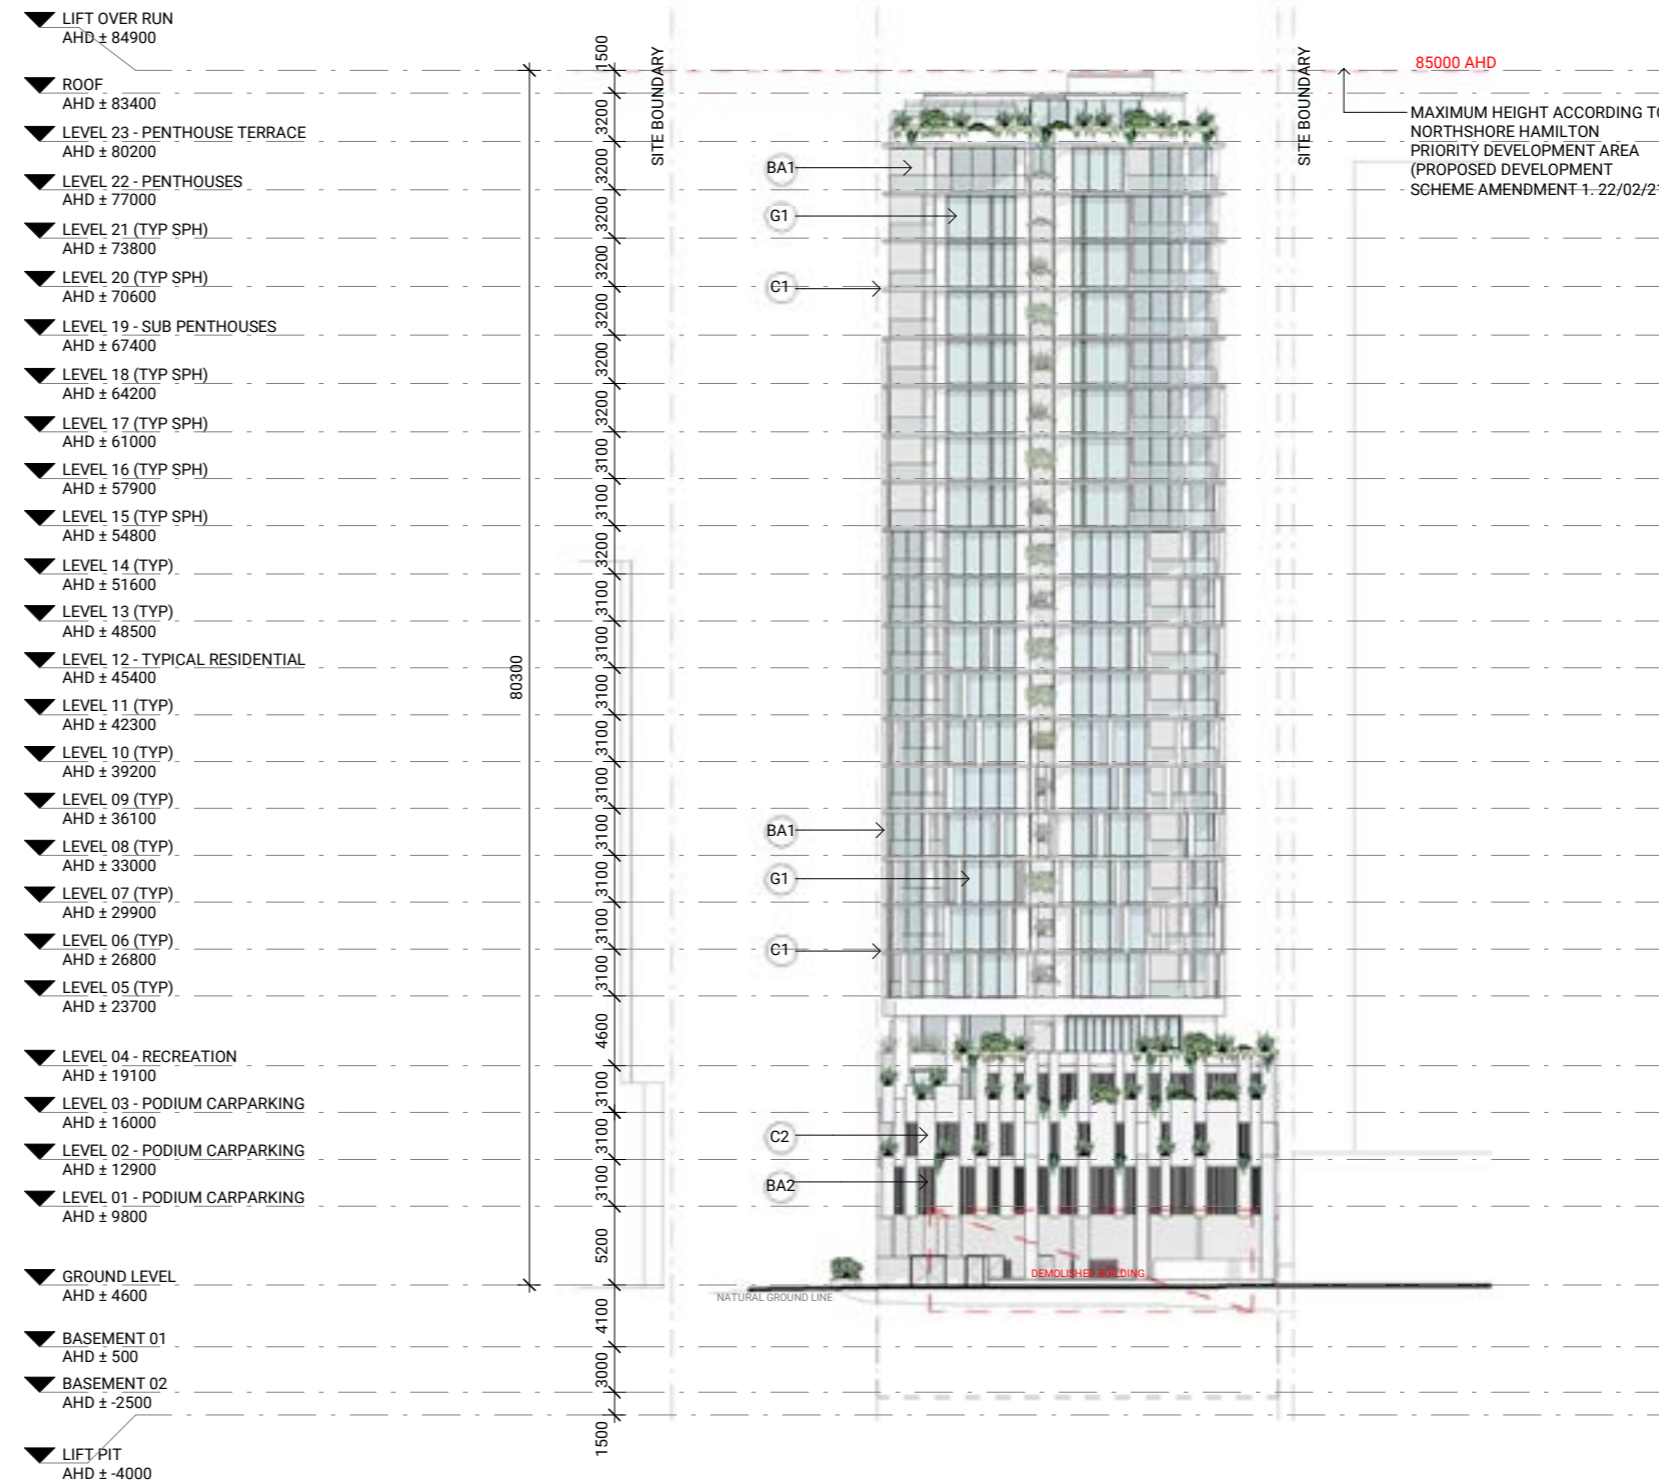 LIFT OVER RUN
AHD ± 84900
ROOF
AHD ± 83400
LEVEL 23 - PENTHOUSE TERRACE
AHD ± 80200
LEVEL 22 - PENTHOUSES
AHD ± 77000
LEVEL 21 (TYP SPH)
AHD ± 73800
LEVEL 20 (TYP SPH)
AHD ± 70600
LEVEL 19 - SUB PENTHOUSES
AHD ± 67400
LEVEL 18 (TYP SPH)
AHD ± 64200
LEVEL 17 (TYP SPH)
AHD ± 61000
LEVEL 16 (TYP SPH)
AHD ± 57900
LEVEL 15 (TYP SPH)
AHD ± 54800
LEVEL 14 (TYP)
AHD ± 51600
LEVEL 13 (TYP)
AHD ± 48500
LEVEL 12 - TYPICAL RESIDENTIAL
AHD ± 45400
LEVEL 11 (TYP)
AHD ± 42300
LEVEL 10 (TYP)
AHD ± 39200
LEVEL 09 (TYP)
AHD ± 36100
LEVEL 08 (TYP)
AHD ± 33000
LEVEL 07 (TYP)
AHD ± 29900
LEVEL 06 (TYP)
AHD ± 26800
LEVEL 05 (TYP)
AHD ± 23700
LEVEL 04 - RECREATION
AHD ± 19100
LEVEL 03 - PODIUM CARPARKING
AHD ± 16000
LEVEL 02 - PODIUM CARPARKING
AHD ± 12900
LEVEL 01 - PODIUM CARPARKING
AHD ± 9800
GROUND LEVEL
AHD ± 4600
BASEMENT 01
AHD ± 500
BASEMENT 02
AHD ± -2500
LIFT PIT
AHD ± -4000
80300
1500
3200
3200
3200
3200
3200
3200
3200
3200
3100
3100
3200
3100
3100
3100
3100
3100
3100
3100
3100
3100
4600
3100
3100
3100
5200
4100
3000
1500
SITE BOUNDARY
BA1
G1
C1
BA1
G1
C1
C2
BA2
NATURAL GROUND LINE
DEMOLISHED BUILDING
SITE BOUNDARY
85000 AHD
MAXIMUM HEIGHT ACCORDING TO
NORTHSHORE HAMILTON
PRIORITY DEVELOPMENT AREA
(PROPOSED DEVELOPMENT
SCHEME AMENDMENT 1. 22/02/21